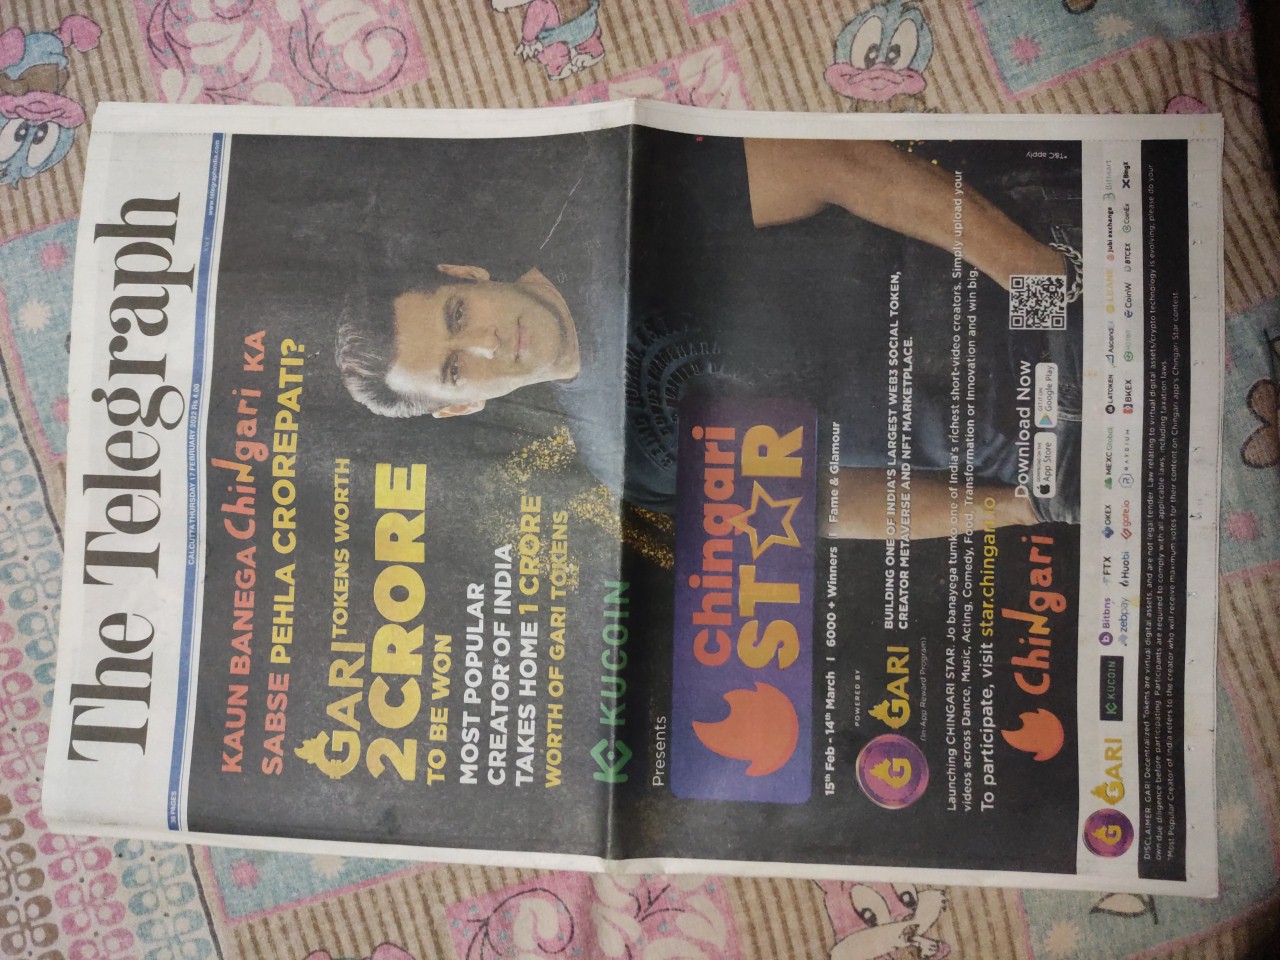 The Telegraph
36 PAGES
CALCUTTA THURSDAY 17 FEBRUARY 2022 Rs 4.00
www.telegraphindia.com
KAUN BANEGA Chingari KA
SABSE PEHLA CROREPATI?
GARI TOKENS WORTH
2 CRORE
TO BE WON
MOST POPULAR
CREATOR* OF INDIA
TAKES HOME 1 CRORE
WORTH OF GARI TOKENS
KUCOIN
Presents
BEING HUMAN
Chingari
STAR
15th Feb - 14th March | 6000 + Winners | Fame & Glamour
POWERED BY
G GARI
(In-App Reward Program)
BUILDING ONE OF INDIA'S LARGEST WEB3 SOCIAL TOKEN,
CREATOR METAVERSE AND NFT MARKETPLACE.
Launching CHINGARI STAR. Jo banayega tumko one of India's richest short-video creators. Simply upload your
videos across Dance, Music, Acting, Comedy, Food, Transformation or Innovation and win big.
To participate, visit star.chingari.io
Chingari
Download Now
Download on the App Store
GET IT ON Google Play
*T&C apply
G GARI KUCOIN Bitbns FTX OKEX MEXC Global LATOKEN AscendEX LBANK Jubi exchange BitMart
zebpay Huobi gate.io RAYDIUM BKEX CoinW BTCEX CoinEx BingX
DISCLAIMER: GARI Decentralized Tokens are virtual digital assets, and are not legal tender. Law relating to virtual digital assets/crypto technology is evolving; please do your
own due diligence before participating. Participants are required to comply with all applicable laws, including taxation laws.
*Most Popular Creator of India refers to the creator who will receive maximum votes for their content on Chingari app's Chingari Star contest.